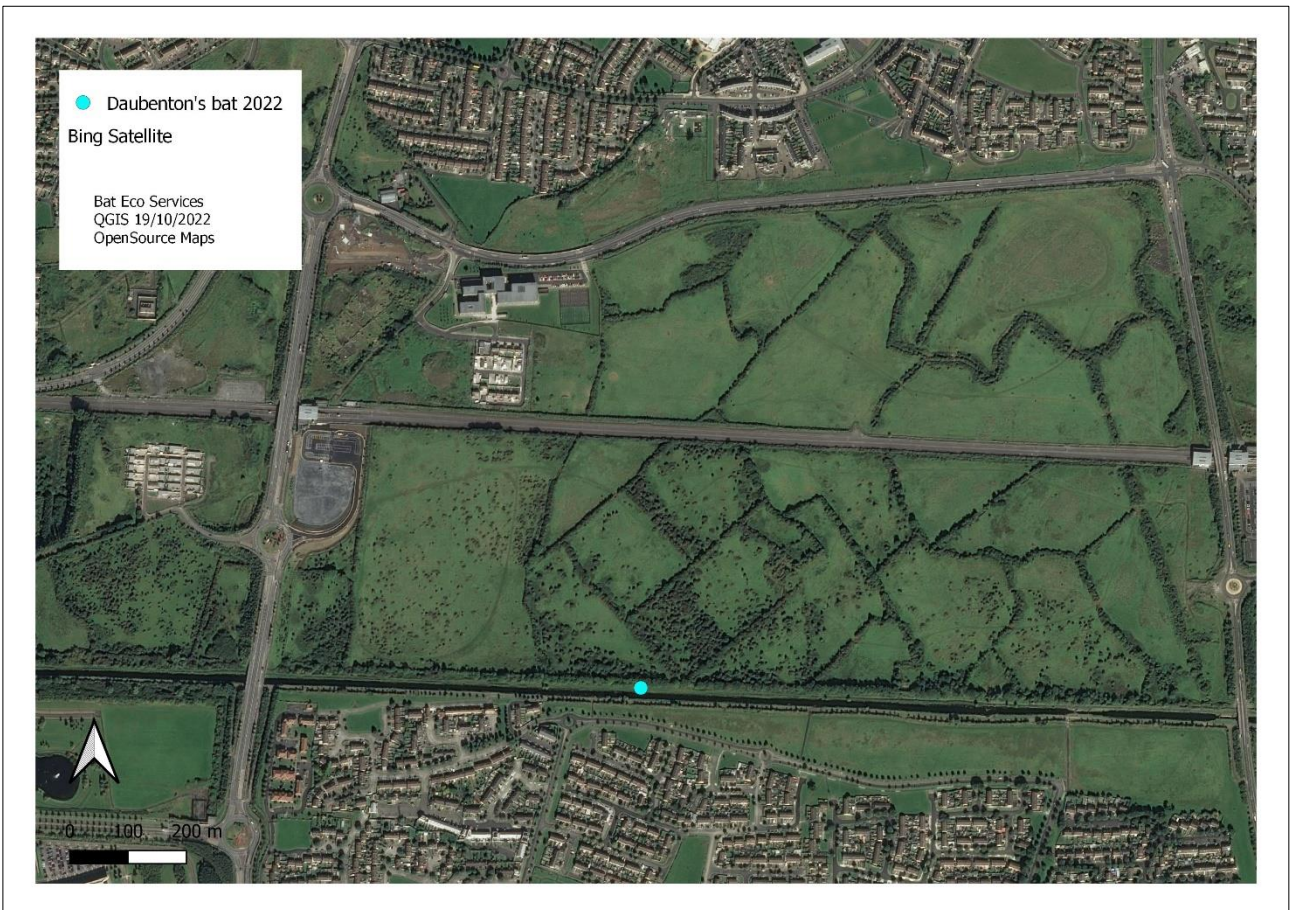 Daubenton's bat 2022
Bing Satellite
Bat Eco Services
QGIS 19/10/2022
OpenSource Maps
0 100 200 m